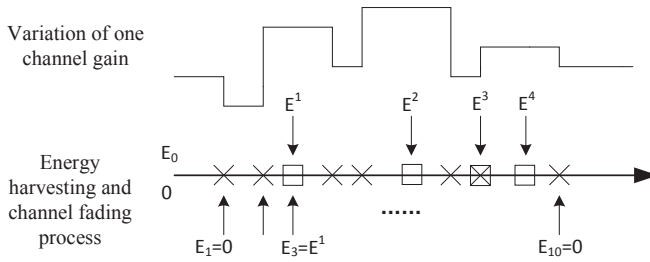 Variation of one
channel gain
E¹ E² E³ E⁴
E₀
0
Energy
harvesting and
channel fading
process
......
E₁=0 E₃=E¹ E₁₀=0